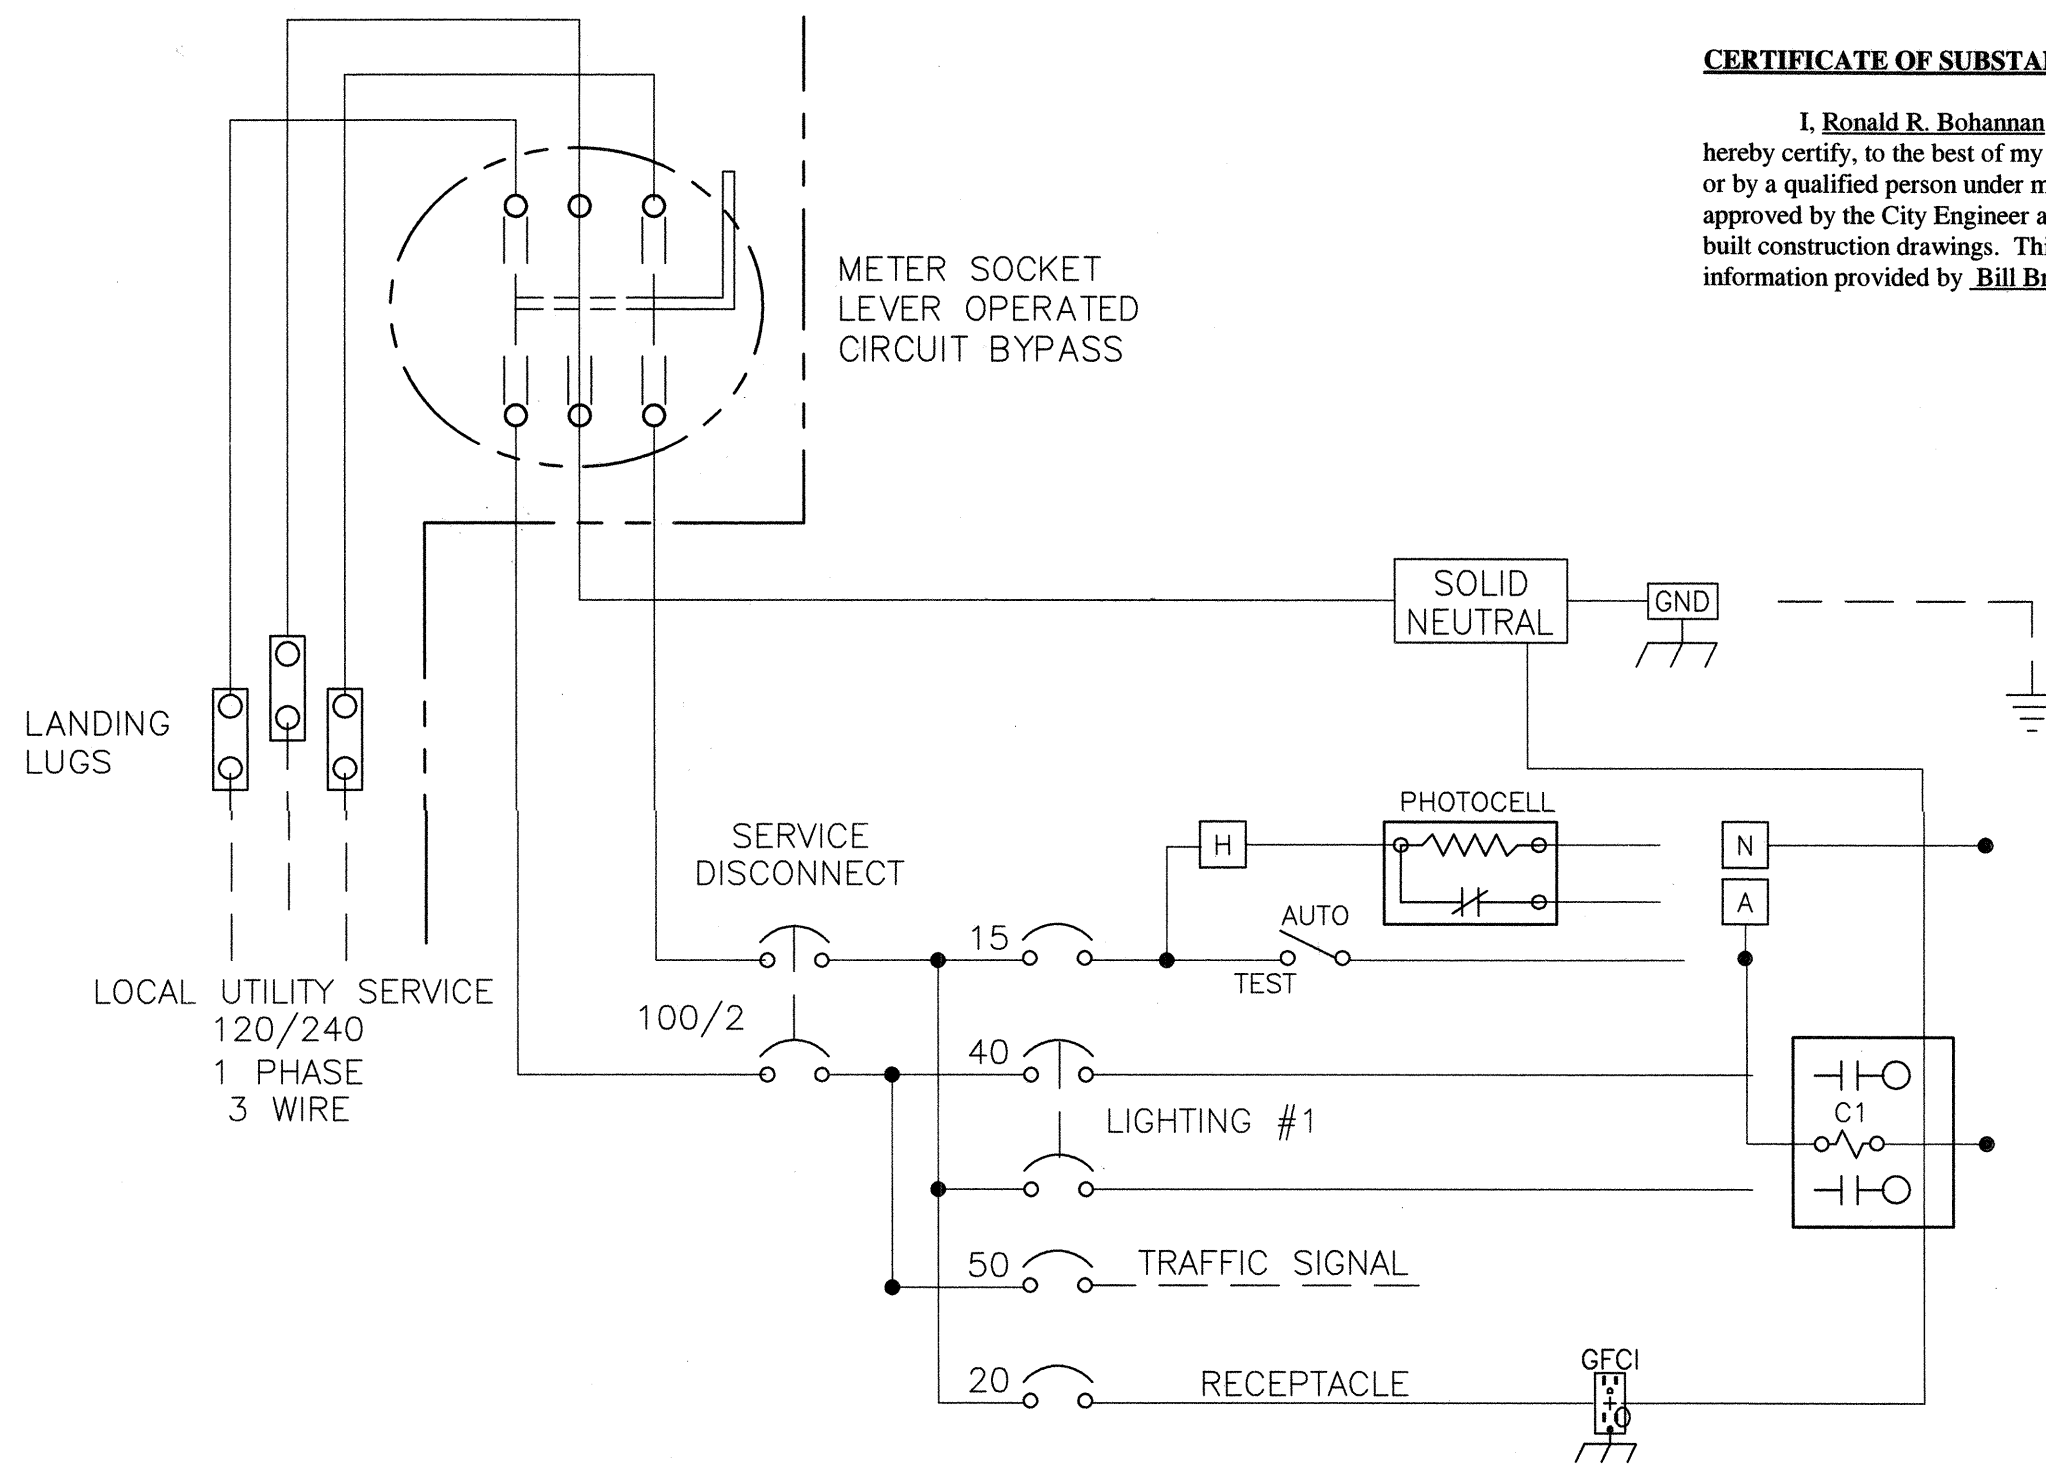 CERTIFICATE OF SUBSTA
I, Ronald R. Bohannan
hereby certify, to the best of my
or by a qualified person under m
approved by the City Engineer a
built construction drawings. Thi
information provided by Bill Br
METER SOCKET
LEVER OPERATED
CIRCUIT BYPASS
SOLID
NEUTRAL
GND
LANDING
LUGS
PHOTOCELL
SERVICE
DISCONNECT
H
N
A
AUTO
15
TEST
LOCAL UTILITY SERVICE
120/240
1 PHASE
3 WIRE
100/2
40
LIGHTING #1
C1
50
TRAFFIC SIGNAL
20
RECEPTACLE
GFCI